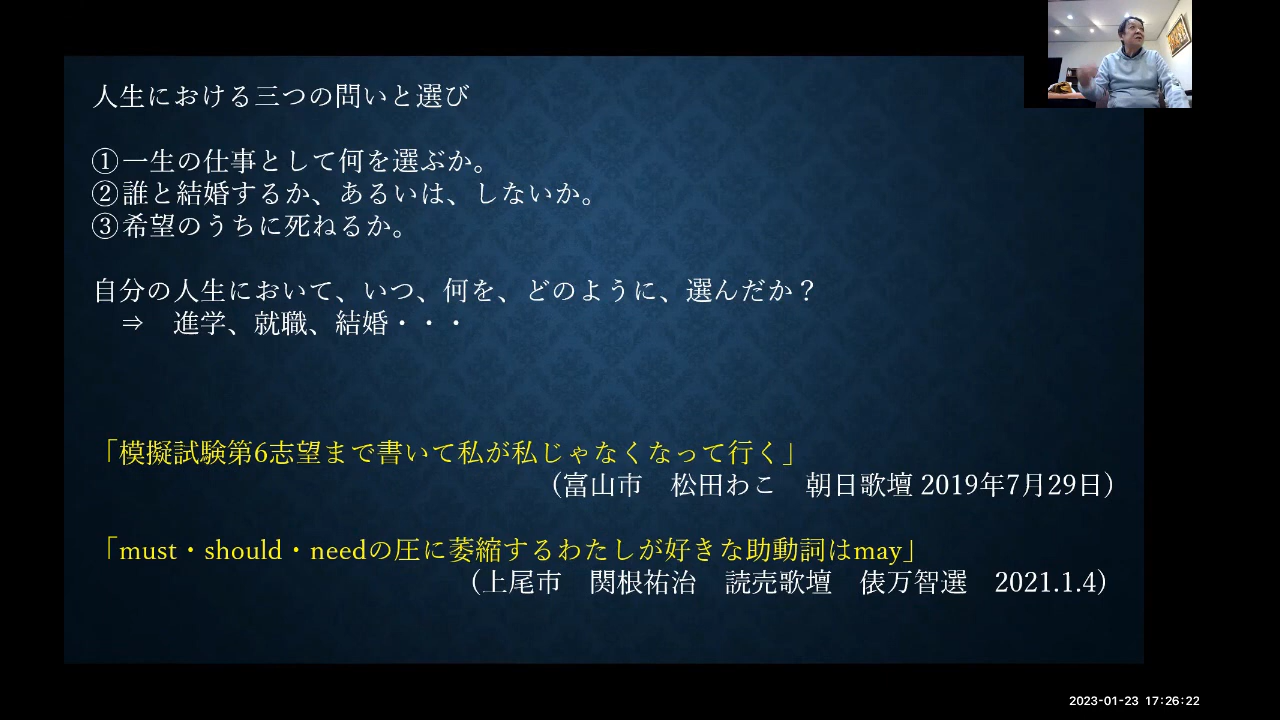 人生における三つの問いと選び
①一生の仕事として何を選ぶか。
②誰と結婚するか、あるいは、しないか。
③希望のうちに死ねるか。
自分の人生において、いつ、何を、どのように、選んだか？
⇒　進学、就職、結婚・・・
「模擬試験第6志望まで書いて私が私じゃなくなって行く」
（富山市　松田わこ　朝日歌壇 2019年7月29日）
「must・should・needの圧に萎縮するわたしが好きな助動詞はmay」
（上尾市　関根祐治　読売歌壇　俵万智選　2021.1.4）
2023-01-23 17:26:22